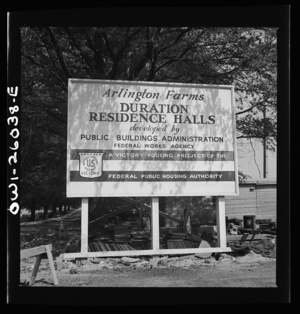 OWI-26038-E
Arlington Farms
DURATION
RESIDENCE HALLS
developed by
PUBLIC BUILDINGS ADMINISTRATION
FEDERAL WORKS AGENCY
A VICTORY HOUSING PROJECT OF THE
FEDERAL PUBLIC HOUSING AUTHORITY
US